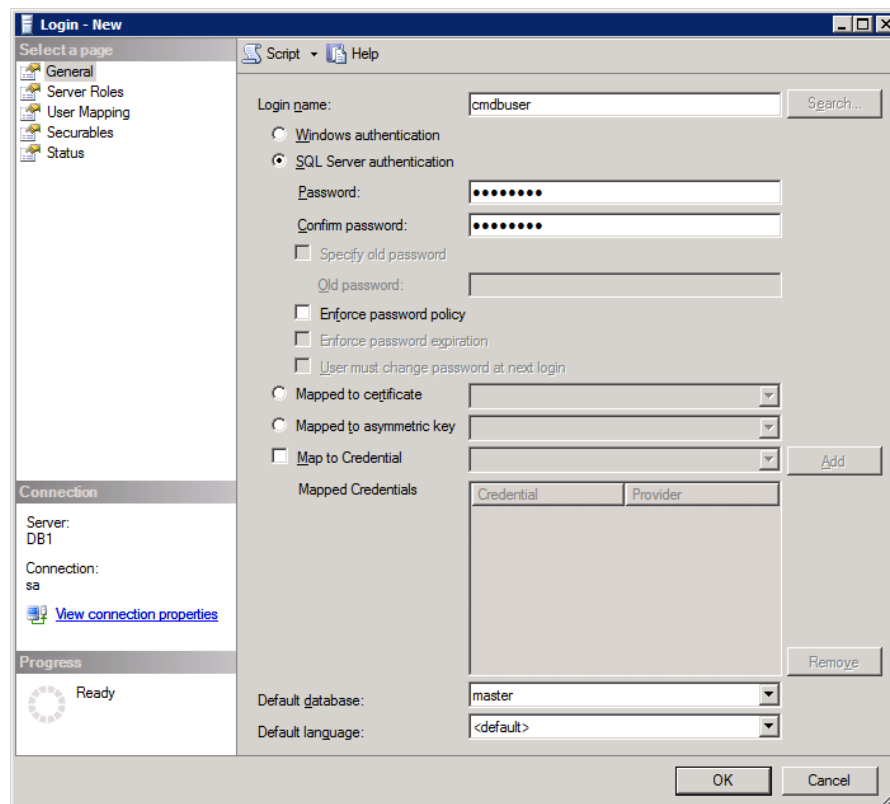 Login - New
Select a page
General
Server Roles
User Mapping
Securables
Status
Script Help
Login name: cmdbuser Search...
Windows authentication
SQL Server authentication
Password: ●●●●●●●●
Confirm password: ●●●●●●●●
Specify old password
Old password:
Enforce password policy
Enforce password expiration
User must change password at next login
Mapped to certificate
Mapped to asymmetric key
Map to Credential Add
Mapped Credentials Credential Provider
Remove
Default database: master
Default language: <default>
Connection
Server:
DB1
Connection:
sa
View connection properties
Progress
Ready
OK Cancel